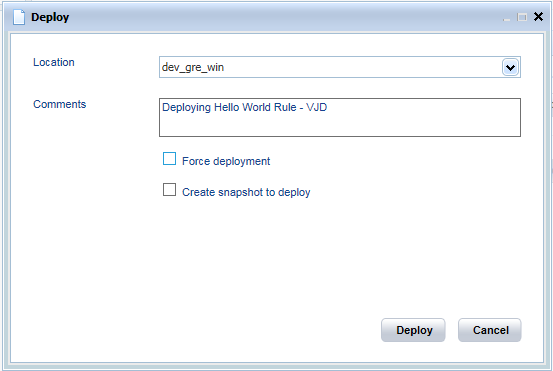 Deploy
Location
dev_gre_win
Comments
Deploying Hello World Rule - VJD
Force deployment
Create snapshot to deploy
Deploy
Cancel